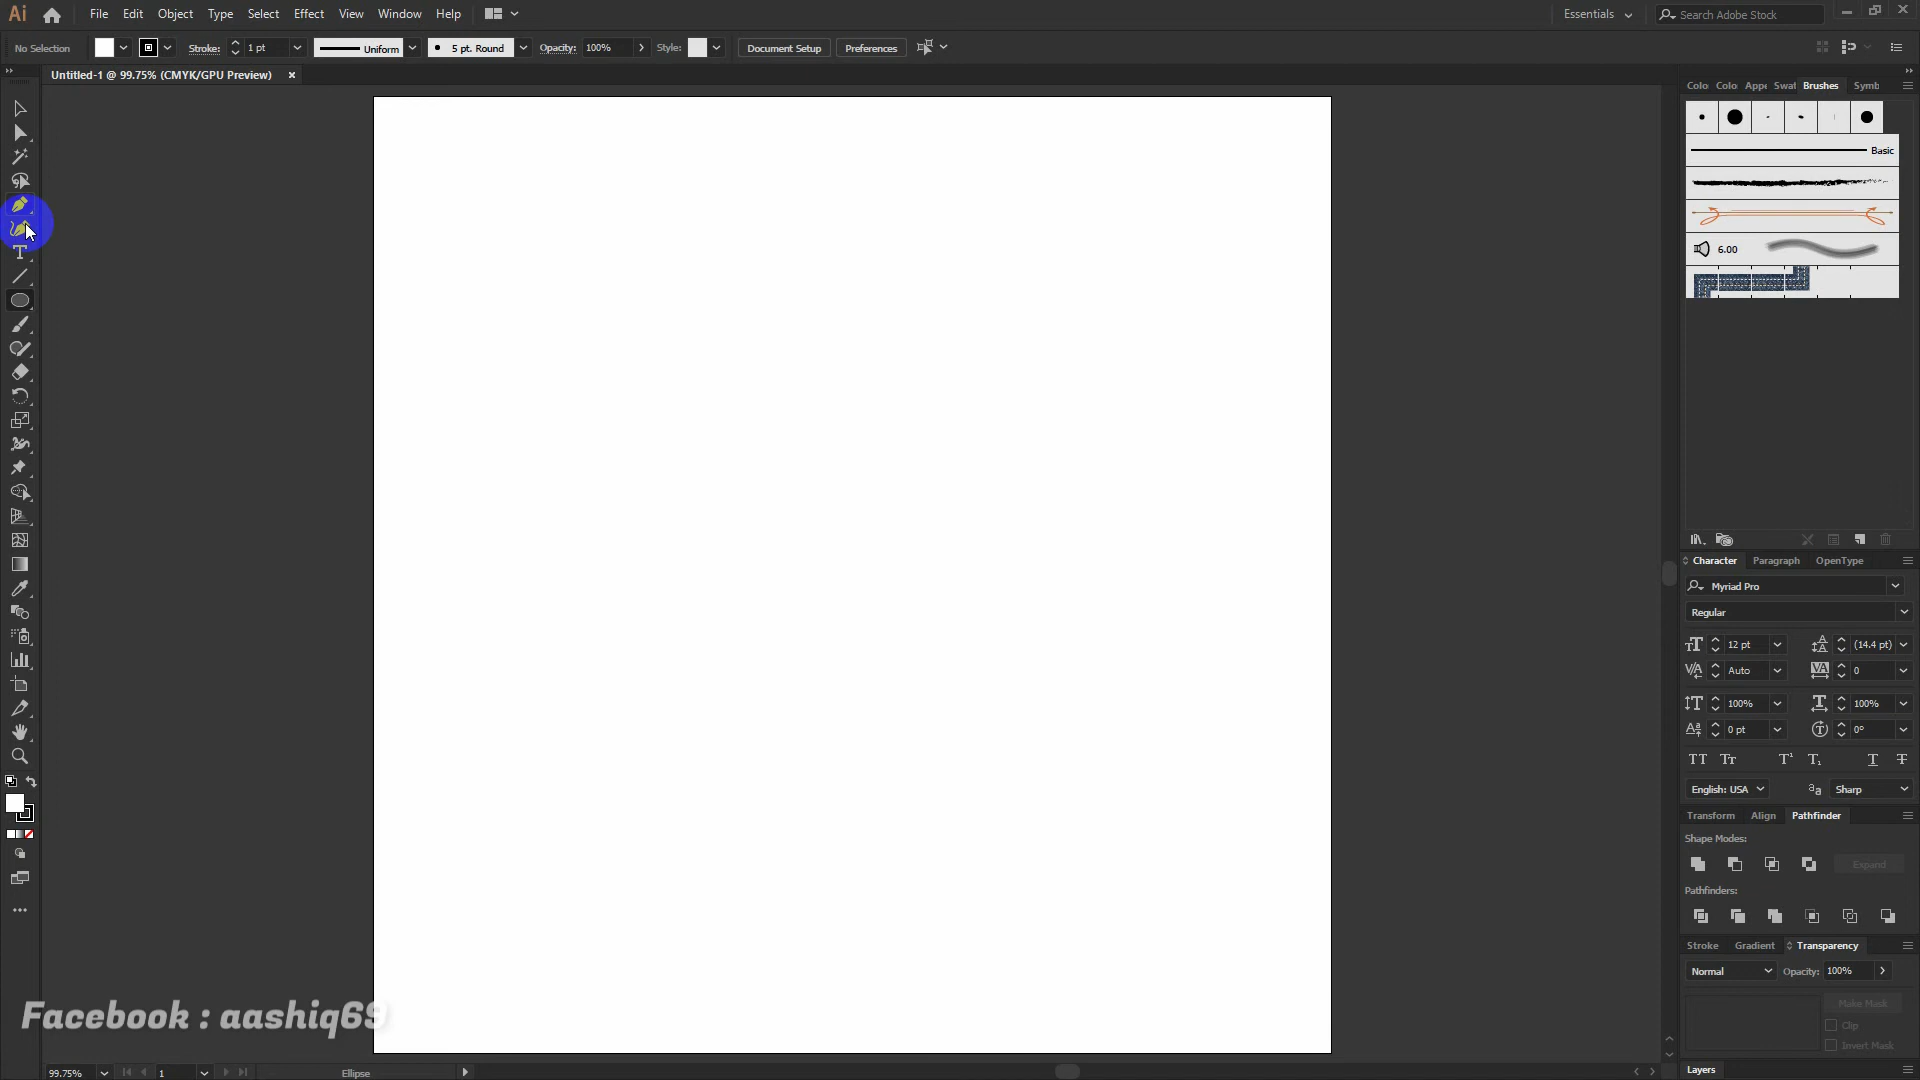 Ai File Edit Object Type Select Effect View Window Help Essentials Search Adobe Stock
No Selection Stroke: 1 pt Uniform 5 pt. Round Opacity: 100% Style: Document Setup Preferences
Untitled-1 @ 99.75% (CMYK/GPU Preview)
Colo Colo Appe Swat Brushes Symb
Basic
6.00
Character Paragraph OpenType
Myriad Pro
Regular
12 pt (14.4 pt)
Auto 0
100% 100%
0 pt 0°
English: USA Sharp
Transform Align Pathfinder
Shape Modes:
Expand
Pathfinders:
Stroke Gradient Transparency
Normal Opacity: 100%
Make Mask
Clip
Invert Mask
Layers
Facebook : aashiq69
99.75% 1 Ellipse